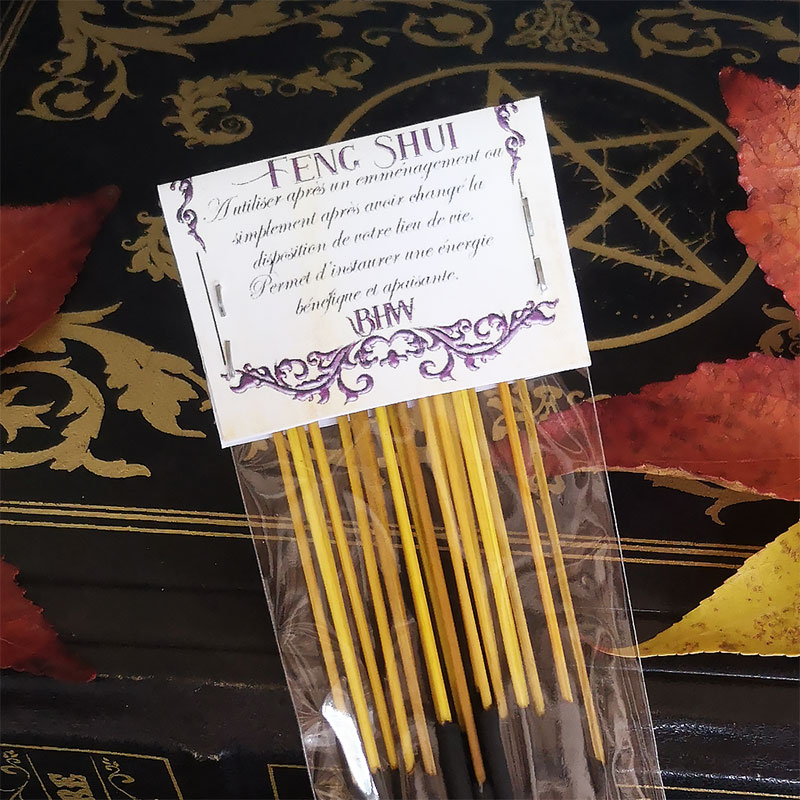 FENG SHUI
A utiliser après un emménagement ou
simplement après avoir changé la
disposition de votre lieu de vie.
Permet d'instaurer une énergie
bénéfique et apaisante.
BHW